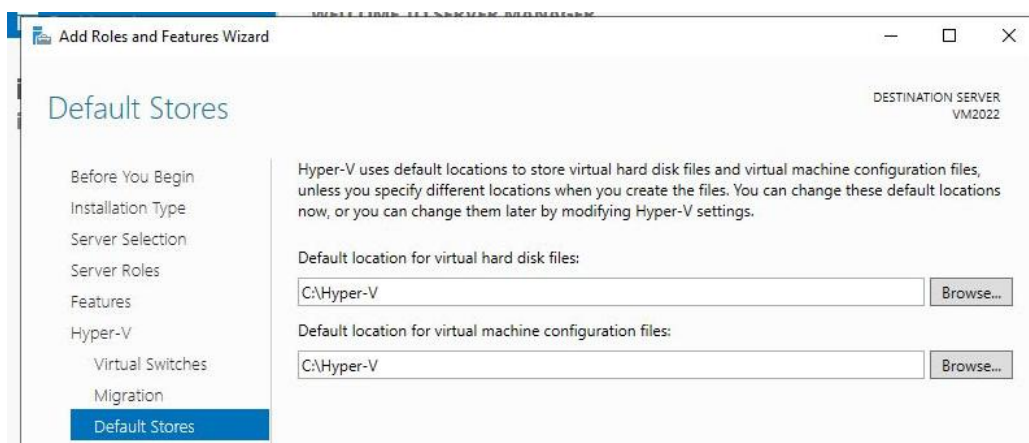 WELCOME TO SERVER MANAGER
Add Roles and Features Wizard
Default Stores
DESTINATION SERVER
VM2022
Before You Begin
Installation Type
Server Selection
Server Roles
Features
Hyper-V
Virtual Switches
Migration
Default Stores
Hyper-V uses default locations to store virtual hard disk files and virtual machine configuration files,
unless you specify different locations when you create the files. You can change these default locations
now, or you can change them later by modifying Hyper-V settings.
Default location for virtual hard disk files:
C:\Hyper-V
Browse...
Default location for virtual machine configuration files:
C:\Hyper-V
Browse...